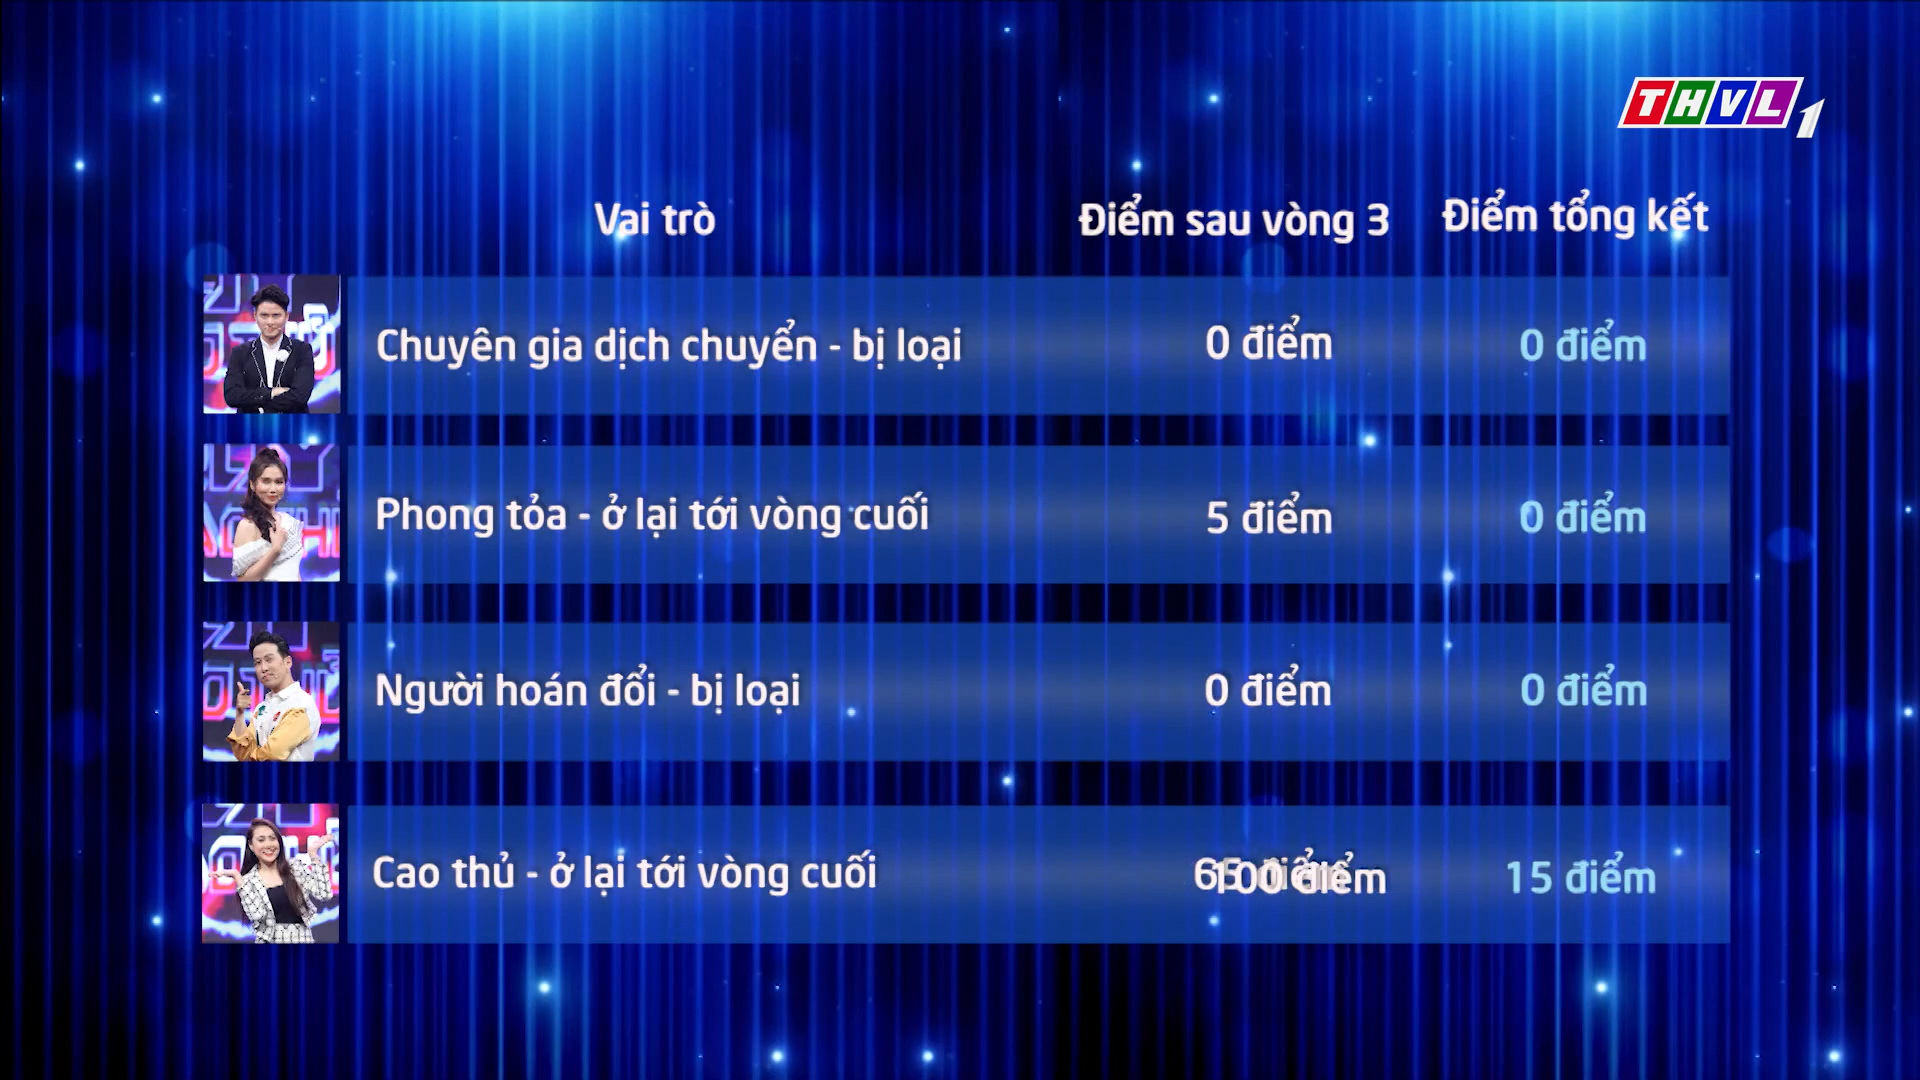 THVL1
Vai trò Điểm sau vòng 3 Điểm tổng kết
Chuyên gia dịch chuyển - bị loại 0 điểm 0 điểm
Phong tỏa - ở lại tới vòng cuối 5 điểm 0 điểm
Người hoán đổi - bị loại 0 điểm 0 điểm
Cao thủ - ở lại tới vòng cuối 100 điểm 15 điểm